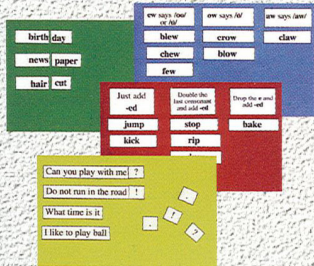 birth day
news paper
hair cut
ew says /oo/
or /ū/
ow says /ō/
aw says /aw/
blew
crow
claw
chew
blow
few
Just add
-ed
Double the
last consonant
and add -ed
Drop the e and
add -ed
jump
stop
bake
kick
rip
Can you play with me ?
Do not run in the road !
What time is it
I like to play ball
.
!
.
?